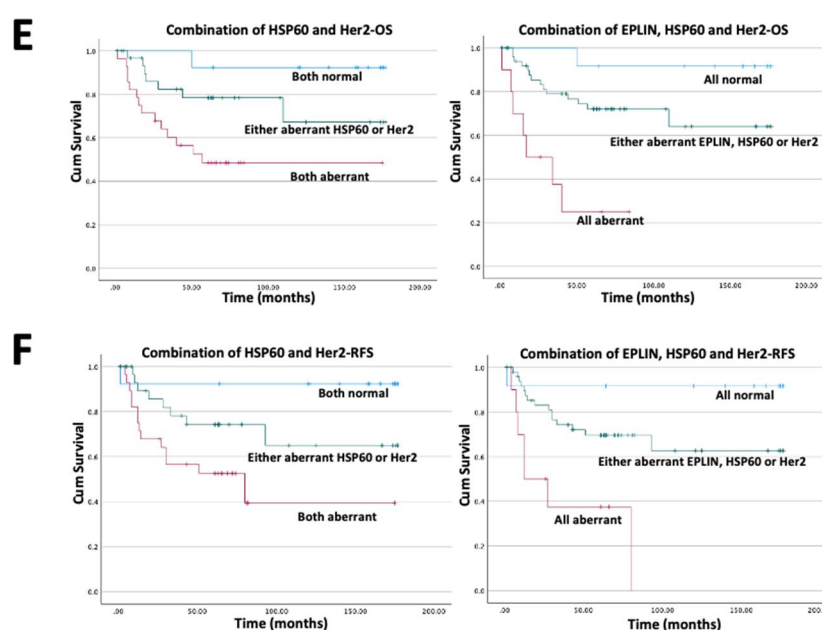 E
Combination of HSP60 and Her2-OS
Cum Survival
1.0
0.8
0.6
0.4
0.2
0.0
Both normal
Either aberrant HSP60 or Her2
Both aberrant
.00 50.00 100.00 150.00 200.00
Time (months)
Combination of EPLIN, HSP60 and Her2-OS
Cum Survival
1.0
0.8
0.6
0.4
0.2
0.0
All normal
Either aberrant EPLIN, HSP60 or Her2
All aberrant
.00 50.00 100.00 150.00 200.00
Time (months)
F
Combination of HSP60 and Her2-RFS
Cum Survival
1.0
0.8
0.6
0.4
0.2
0.0
Both normal
Either aberrant HSP60 or Her2
Both aberrant
.00 50.00 100.00 150.00 200.00
Time (months)
Combination of EPLIN, HSP60 and Her2-RFS
Cum Survival
1.0
0.8
0.6
0.4
0.2
0.0
All normal
Either aberrant EPLIN, HSP60 or Her2
All aberrant
.00 50.00 100.00 150.00 200.00
Time (months)